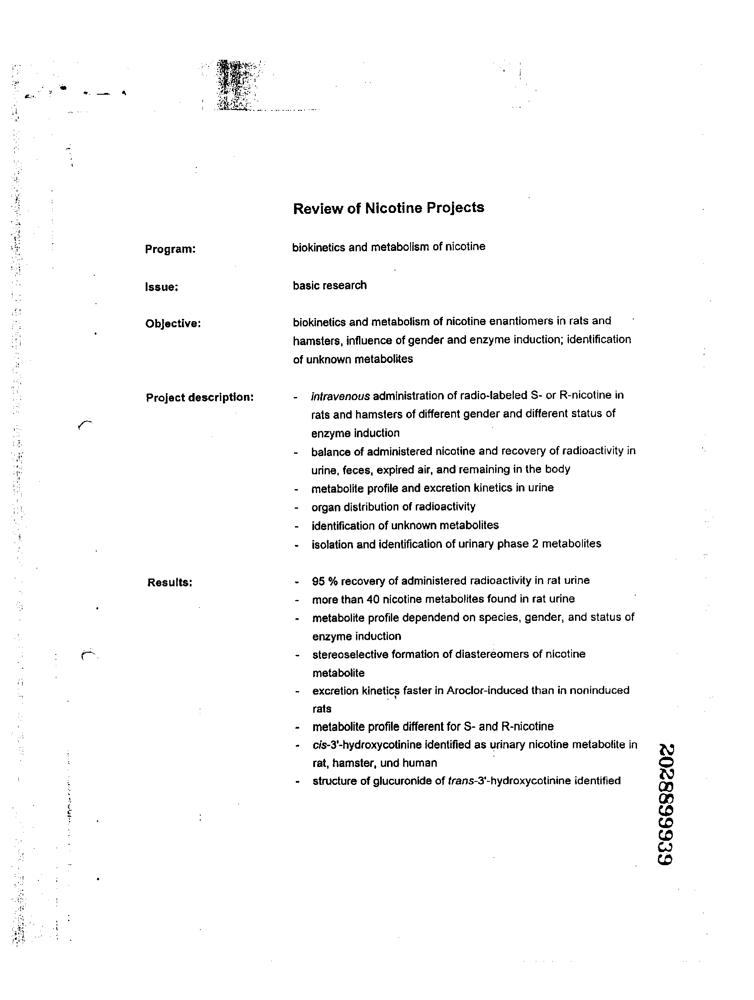 Review of Nicotine Projects
Program: biokinetics and metabolism of nicotine
Issue: basic research
Objective: biokinetics and metabolism of nicotine enantiomers in rats and
hamsters, influence of gender and enzyme induction; identification
of unknown metabolites
Project description: - intravenous administration of radio-labeled S- or R-nicotine in
rats and hamsters of different gender and different status of
enzyme induction
- balance of administered nicotine and recovery of radioactivity in
urine, feces, expired air, and remaining in the body
- metabolite profile and excretion kinetics in urine
- organ distribution of radioactivity
- identification of unknown metabolites
- isolation and identification of urinary phase 2 metabolites
Results: - 95 % recovery of administered radioactivity in rat urine
- more than 40 nicotine metabolites found in rat urine
- metabolite profile dependend on species, gender, and status of
enzyme induction
- stereoselective formation of diastereomers of nicotine
metabolite
- excretion kinetics faster in Aroclor-induced than in noninduced
rats
- metabolite profile different for S- and R-nicotine
- cis-3'-hydroxycotinine identified as urinary nicotine metabolite in
rat, hamster, und human
- structure of glucuronide of trans-3'-hydroxycotinine identified
2028899939